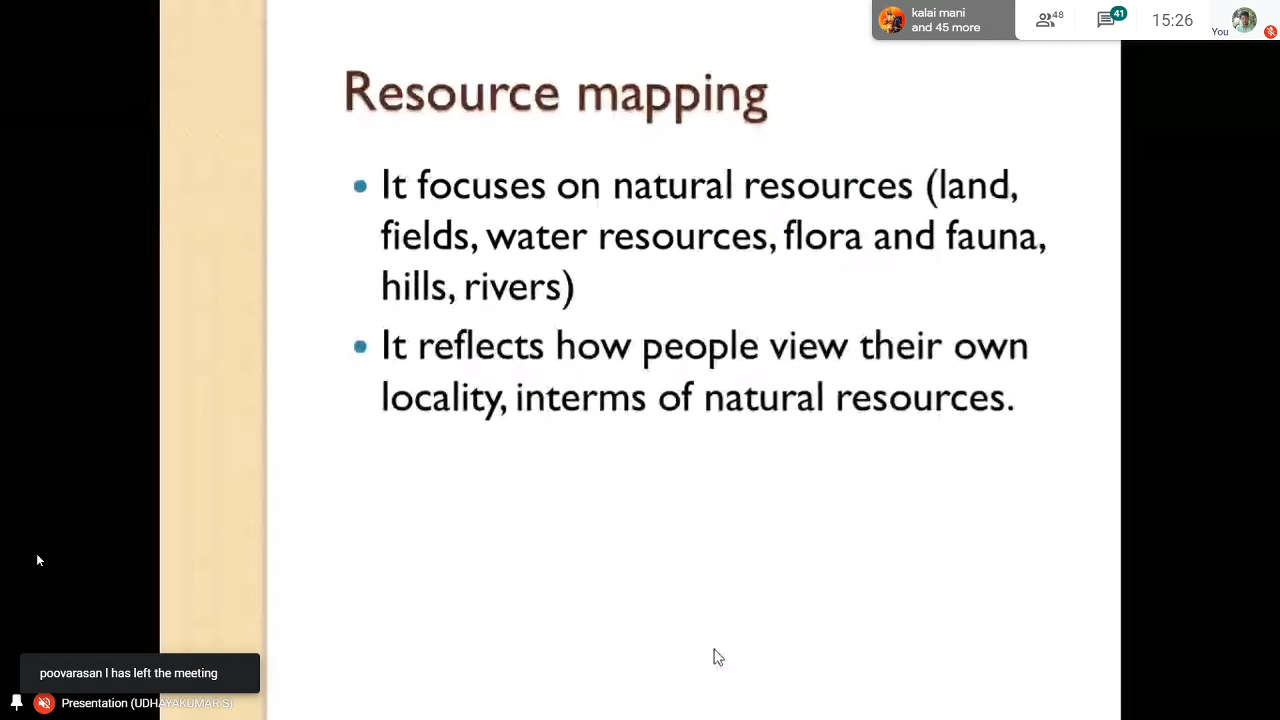 kalai mani
and 45 more
48
41
15:26
You
Resource mapping
• It focuses on natural resources (land,
fields, water resources, flora and fauna,
hills, rivers)
• It reflects how people view their own
locality, interms of natural resources.
poovarasan l has left the meeting
Presentation (UDHAYAKUMAR S)